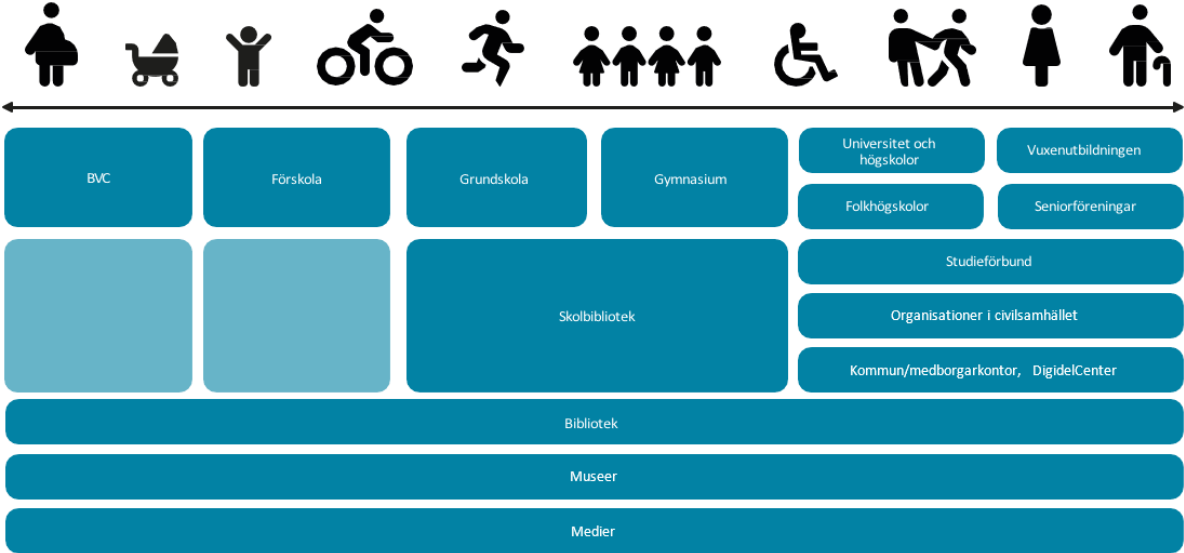 BVC
Förskola
Grundskola
Gymnasium
Universitet och
högskolor
Vuxenutbildningen
Folkhögskolor
Seniorföreningar
Skolbibliotek
Studieförbund
Organisationer i civilsamhället
Kommun/medborgarkontor, DigidelCenter
Bibliotek
Museer
Medier